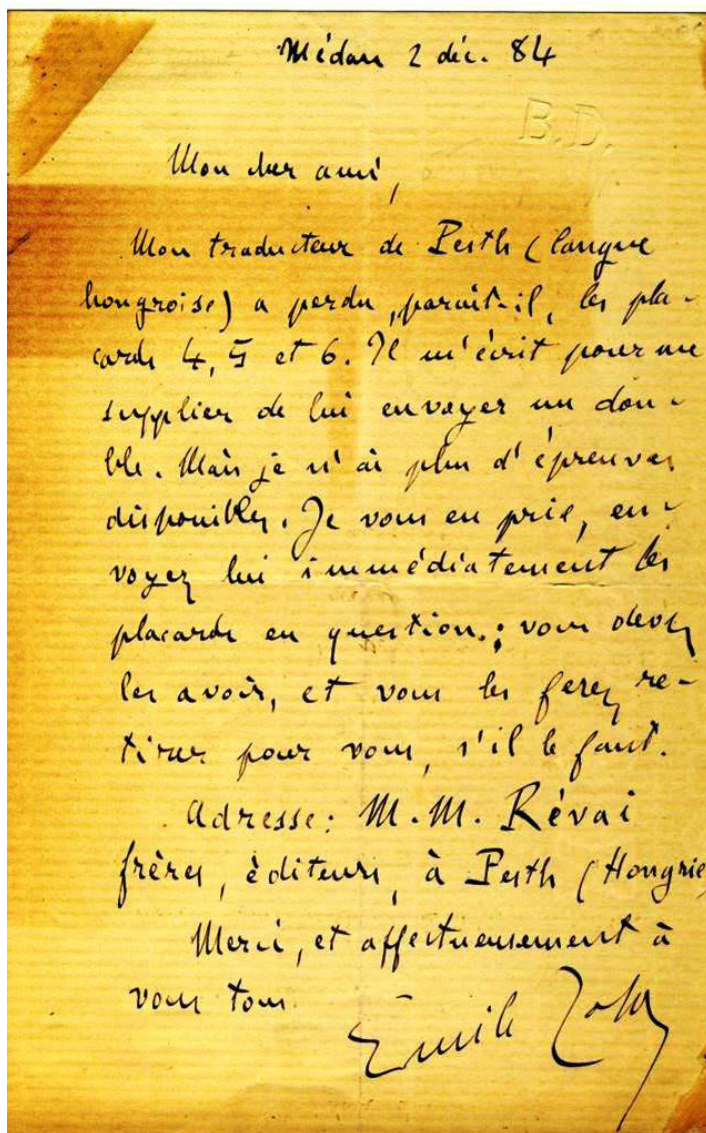 Médan 2 déc. 84
B.D.
Mon cher ami,
Mon traducteur de Pesth (langue
hongroise) a perdu, paraît-il, les pla-
cards 4, 5 et 6. Il m'écrit pour me
supplier de lui envoyer un dou-
ble. Mais je n'ai plus d'épreuves
disponibles. Je vous en prie, en-
voyez lui immédiatement les
placards en question ; vous devez
les avoir, et vous les ferez re-
tirer pour vous, s'il le faut.
Adresse : M.M. Révai
frères, éditeurs, à Pesth (Hongrie)
Merci, et affectueusement à
vous tous.
Emile Zola